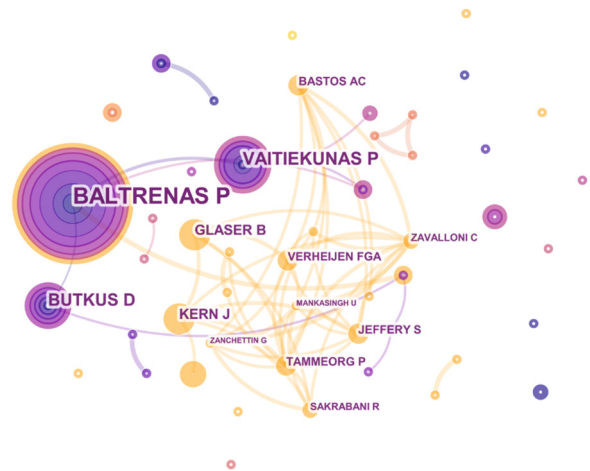 BASTOS AC
VAITIEKUNAS P
BALTRENAS P
GLASER B
ZAVALLONI C
VERHEIJEN FGA
BUTKUS D
MANKASINGH U
KERN J
JEFFERY S
ZANCHETTIN G
TAMMEORG P
SAKRABANI R